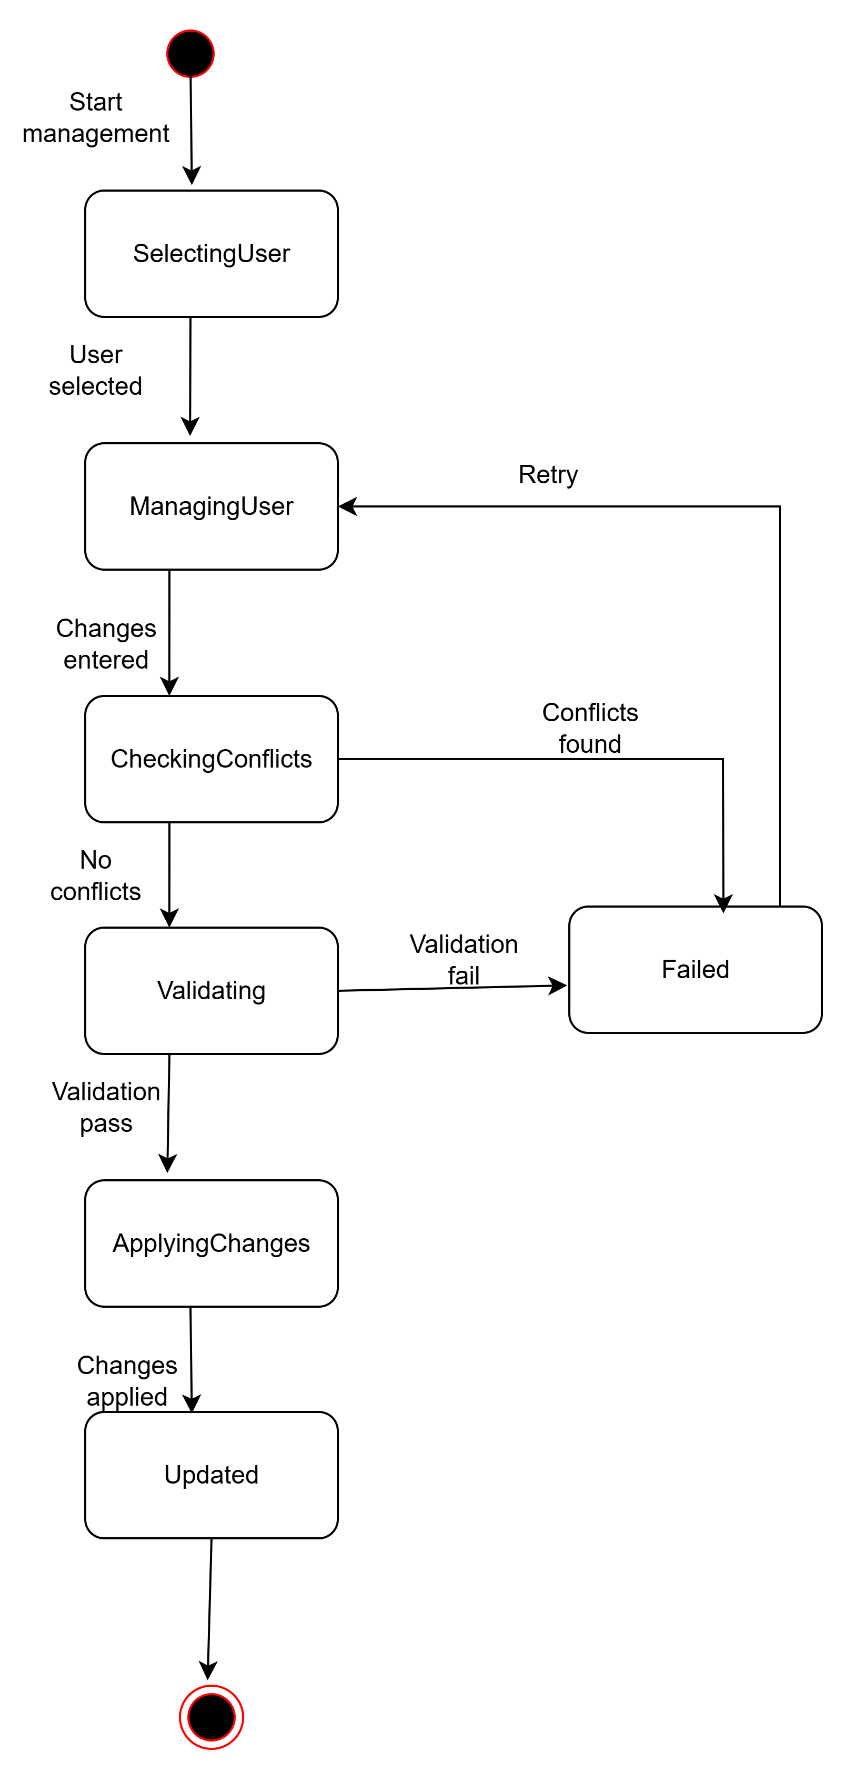 Start
management
SelectingUser
User
selected
ManagingUser
Retry
Changes
entered
Conflicts
found
CheckingConflicts
No
conflicts
Validation
fail
Validating
Failed
Validation
pass
ApplyingChanges
Changes
applied
Updated